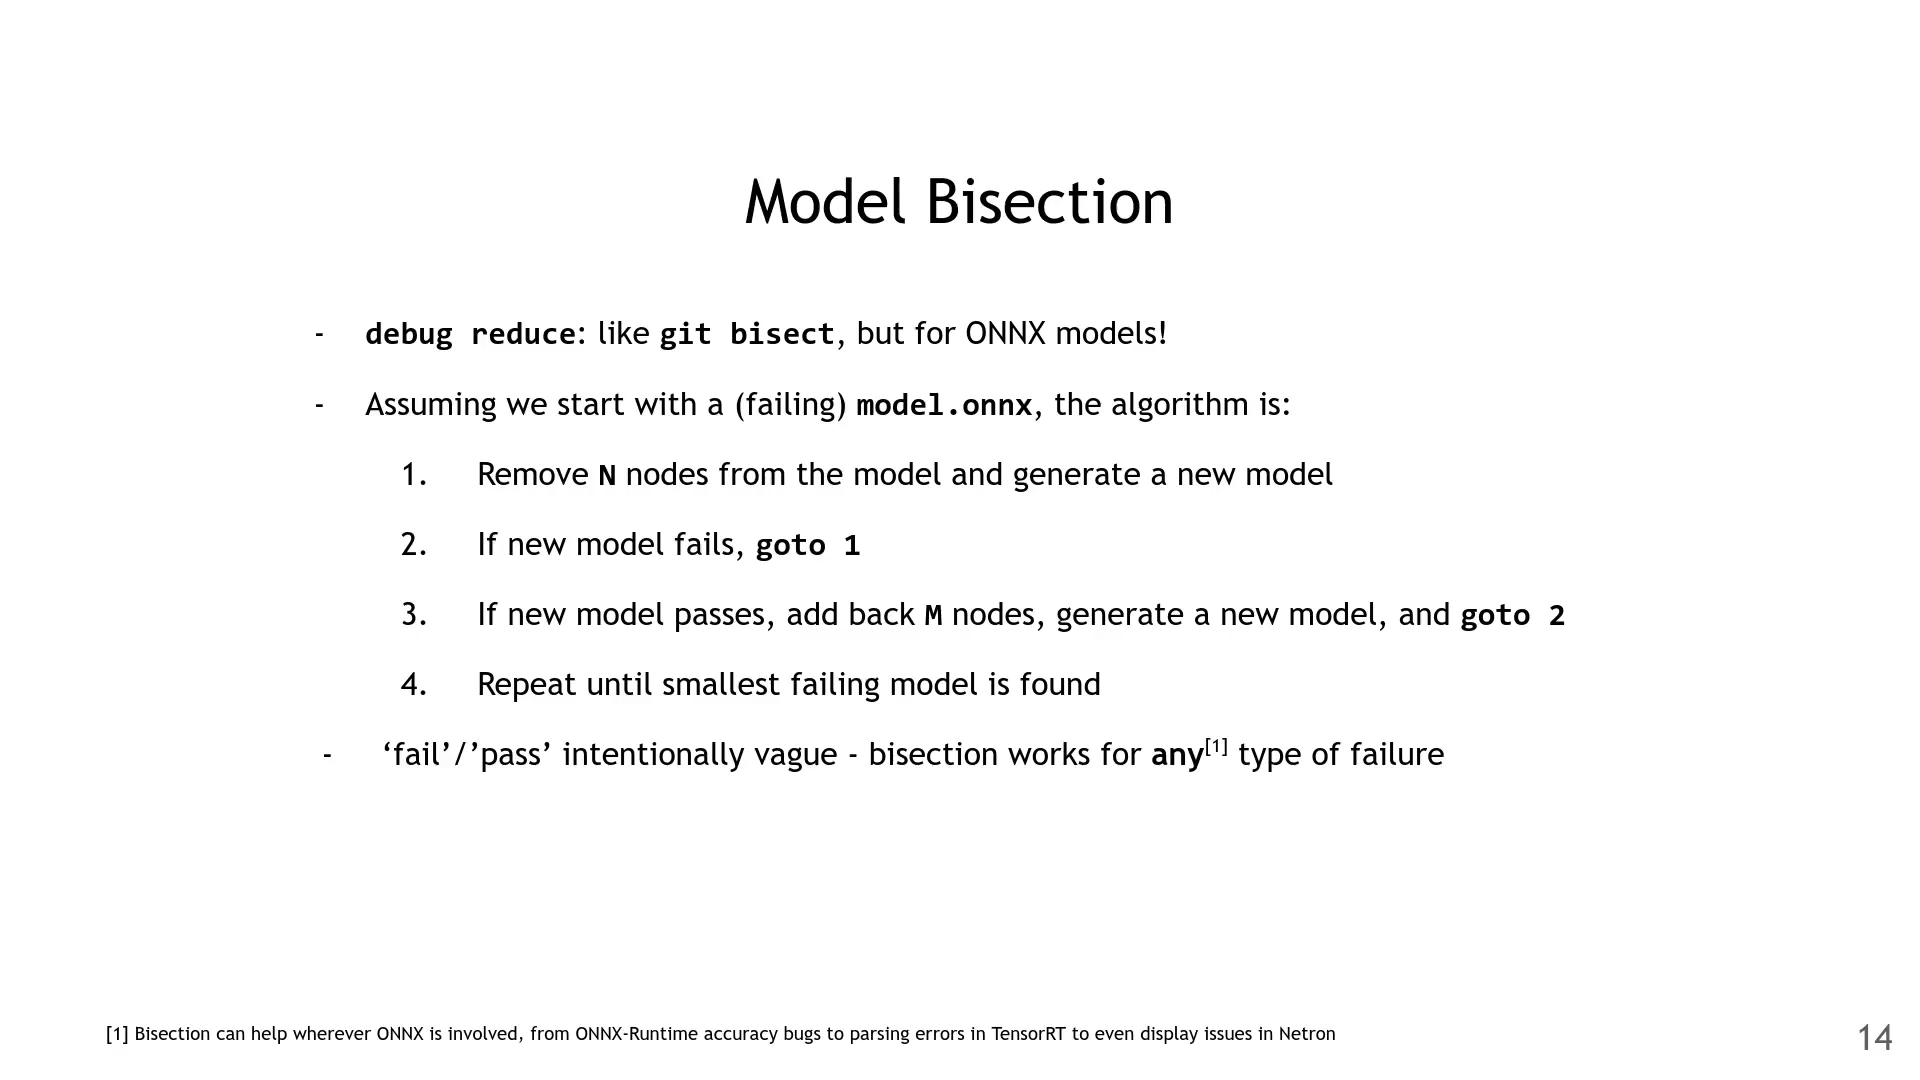 Model Bisection
- debug reduce: like git bisect, but for ONNX models!
- Assuming we start with a (failing) model.onnx, the algorithm is:
1. Remove N nodes from the model and generate a new model
2. If new model fails, goto 1
3. If new model passes, add back M nodes, generate a new model, and goto 2
4. Repeat until smallest failing model is found
- ‘fail’/’pass’ intentionally vague - bisection works for any[1] type of failure
[1] Bisection can help wherever ONNX is involved, from ONNX-Runtime accuracy bugs to parsing errors in TensorRT to even display issues in Netron
14